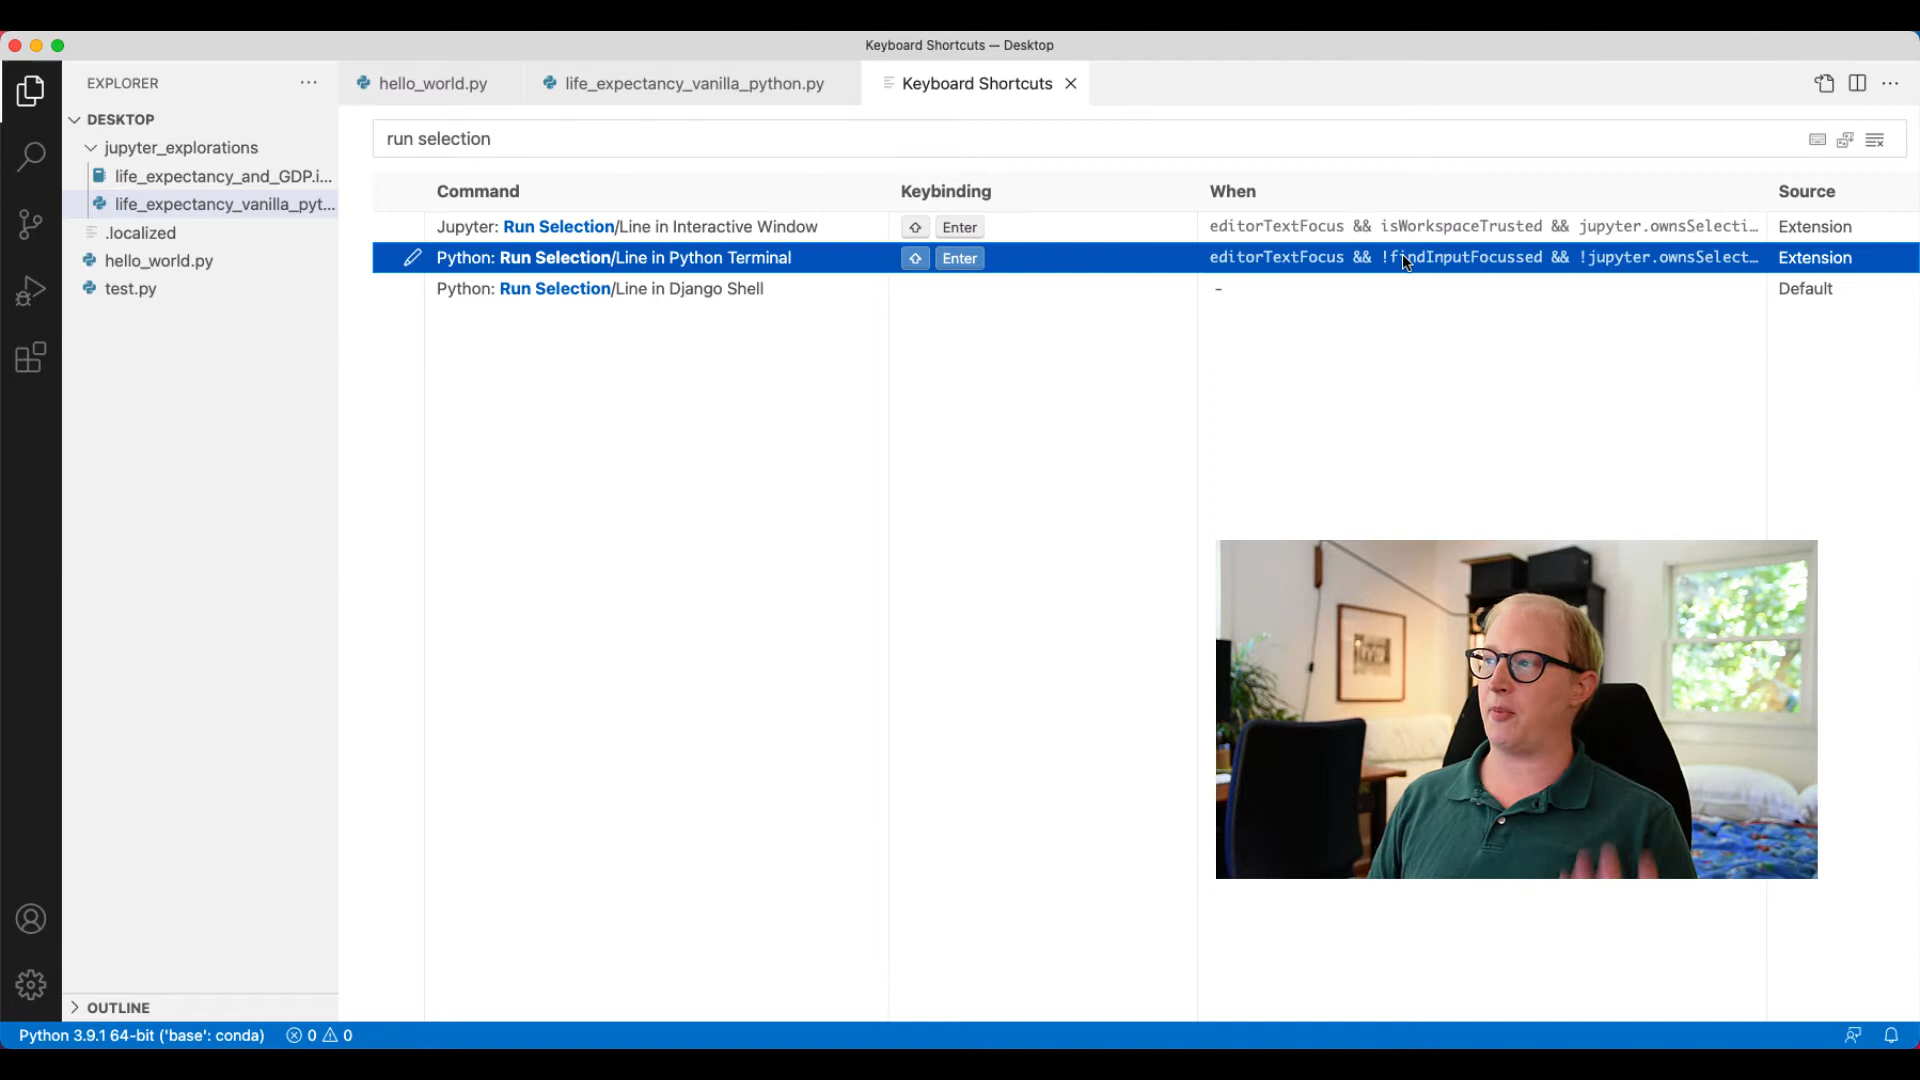 Keyboard Shortcuts — Desktop
EXPLORER
hello_world.py
life_expectancy_vanilla_python.py
Keyboard Shortcuts
DESKTOP
jupyter_explorations
life_expectancy_and_GDP.i...
life_expectancy_vanilla_pyt...
.localized
hello_world.py
test.py
run selection
Command Keybinding When Source
Jupyter: Run Selection/Line in Interactive Window Enter editorTextFocus && isWorkspaceTrusted && jupyter.ownsSelecti... Extension
Python: Run Selection/Line in Python Terminal Enter editorTextFocus && !findInputFocussed && !jupyter.ownsSelect... Extension
Python: Run Selection/Line in Django Shell - Default
OUTLINE
Python 3.9.1 64-bit ('base': conda) 0 0